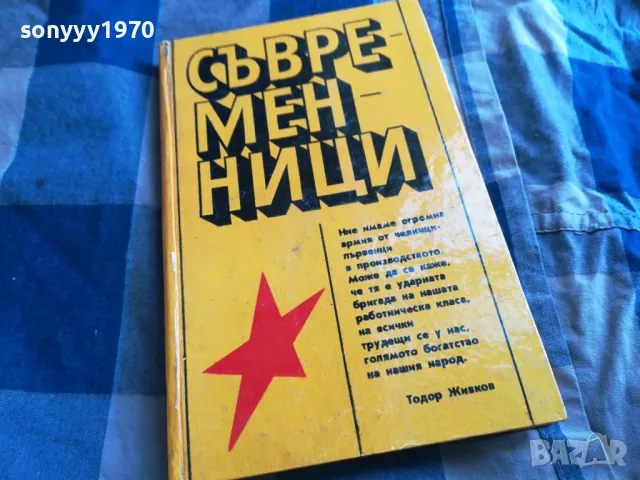 sonyyy1970
СЪВРЕ-
МЕН-
НИЦИ
Ние имаме огромна
армия от челници-
първенци
в производството.
Може да се каже,
че тя е ударната
бригада на нашата
работническа класа,
на всички
трудещи се у нас,
голямото богатство
на нашия народ.
Тодор Живков
BAZAR